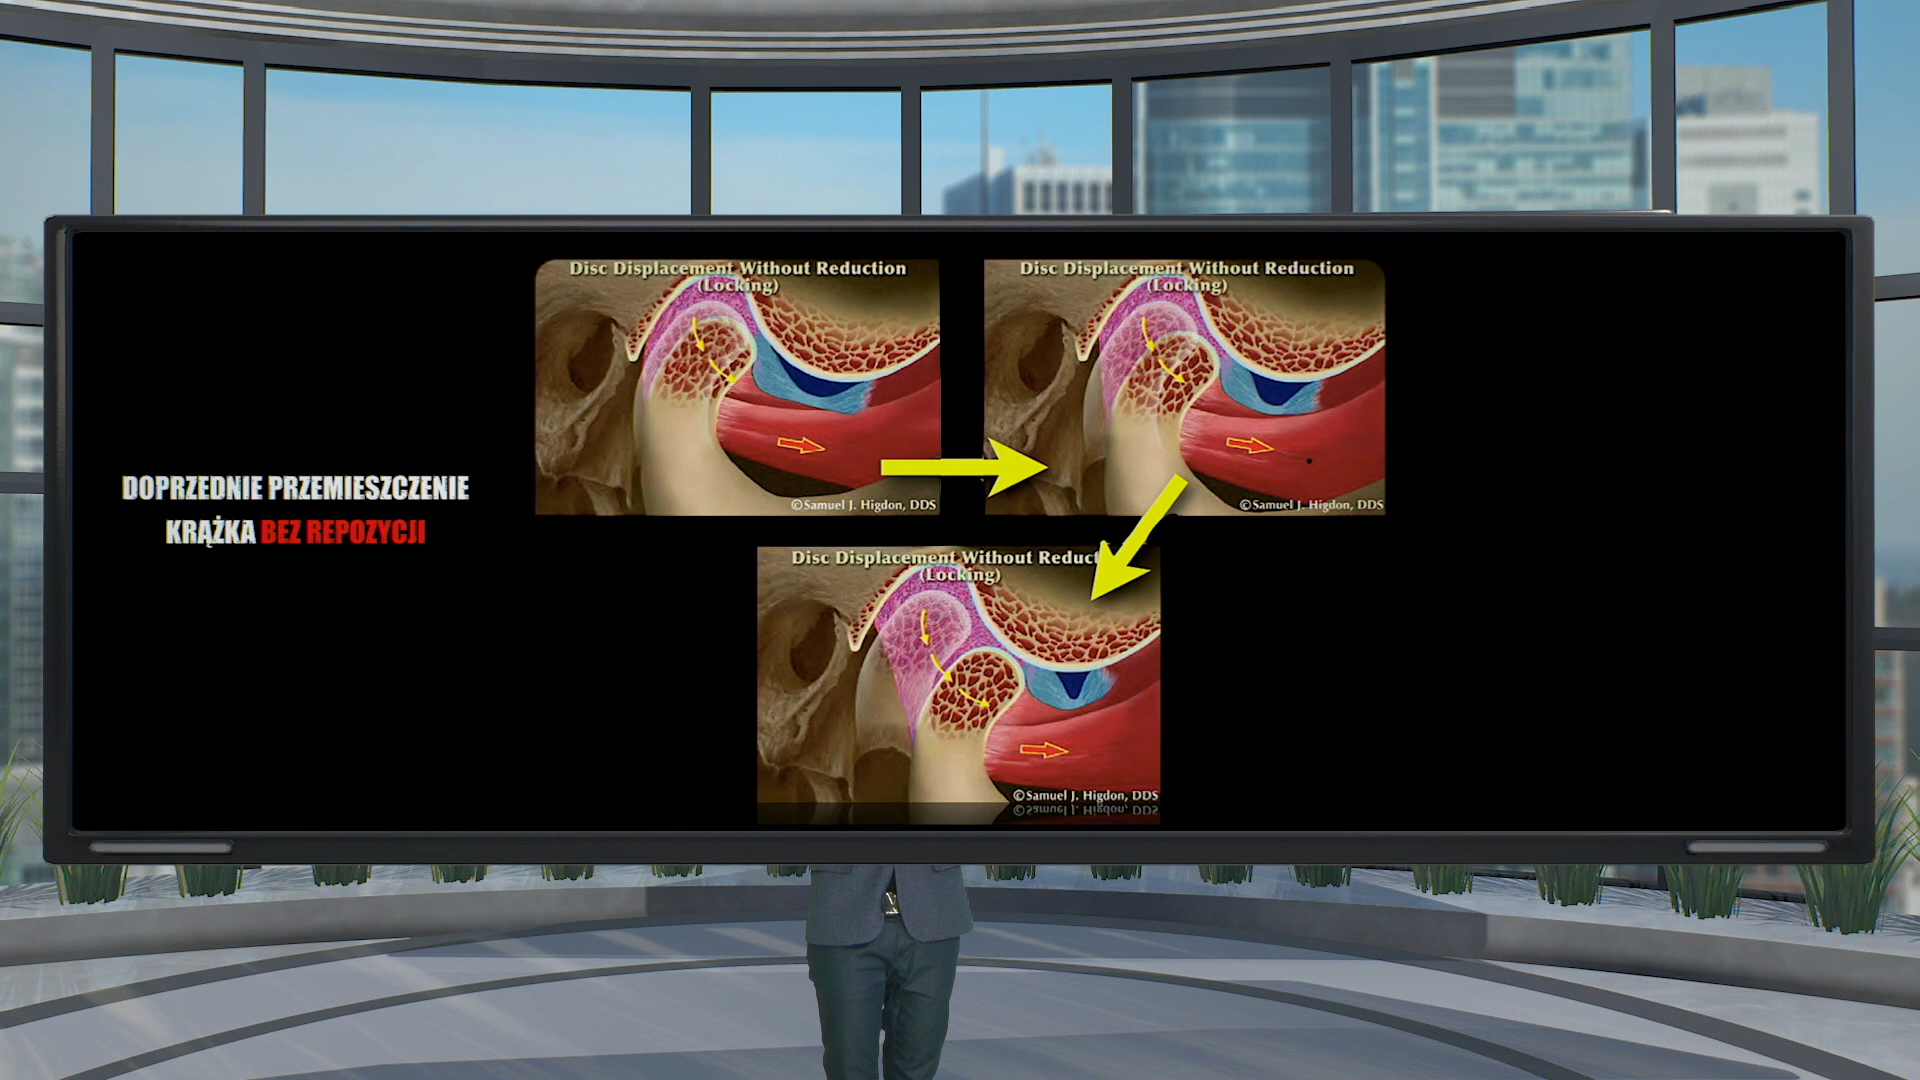 DOPRZEDNIE PRZEMIESZCZENIE
KRĄŻKA BEZ REPOZYCJI
Disc Displacement Without Reduction
(Locking)
©Samuel J. Higdon, DDS
Disc Displacement Without Reduction
(Locking)
©Samuel J. Higdon, DDS
Disc Displacement Without Reduct
(Locking)
©Samuel J. Higdon, DDS